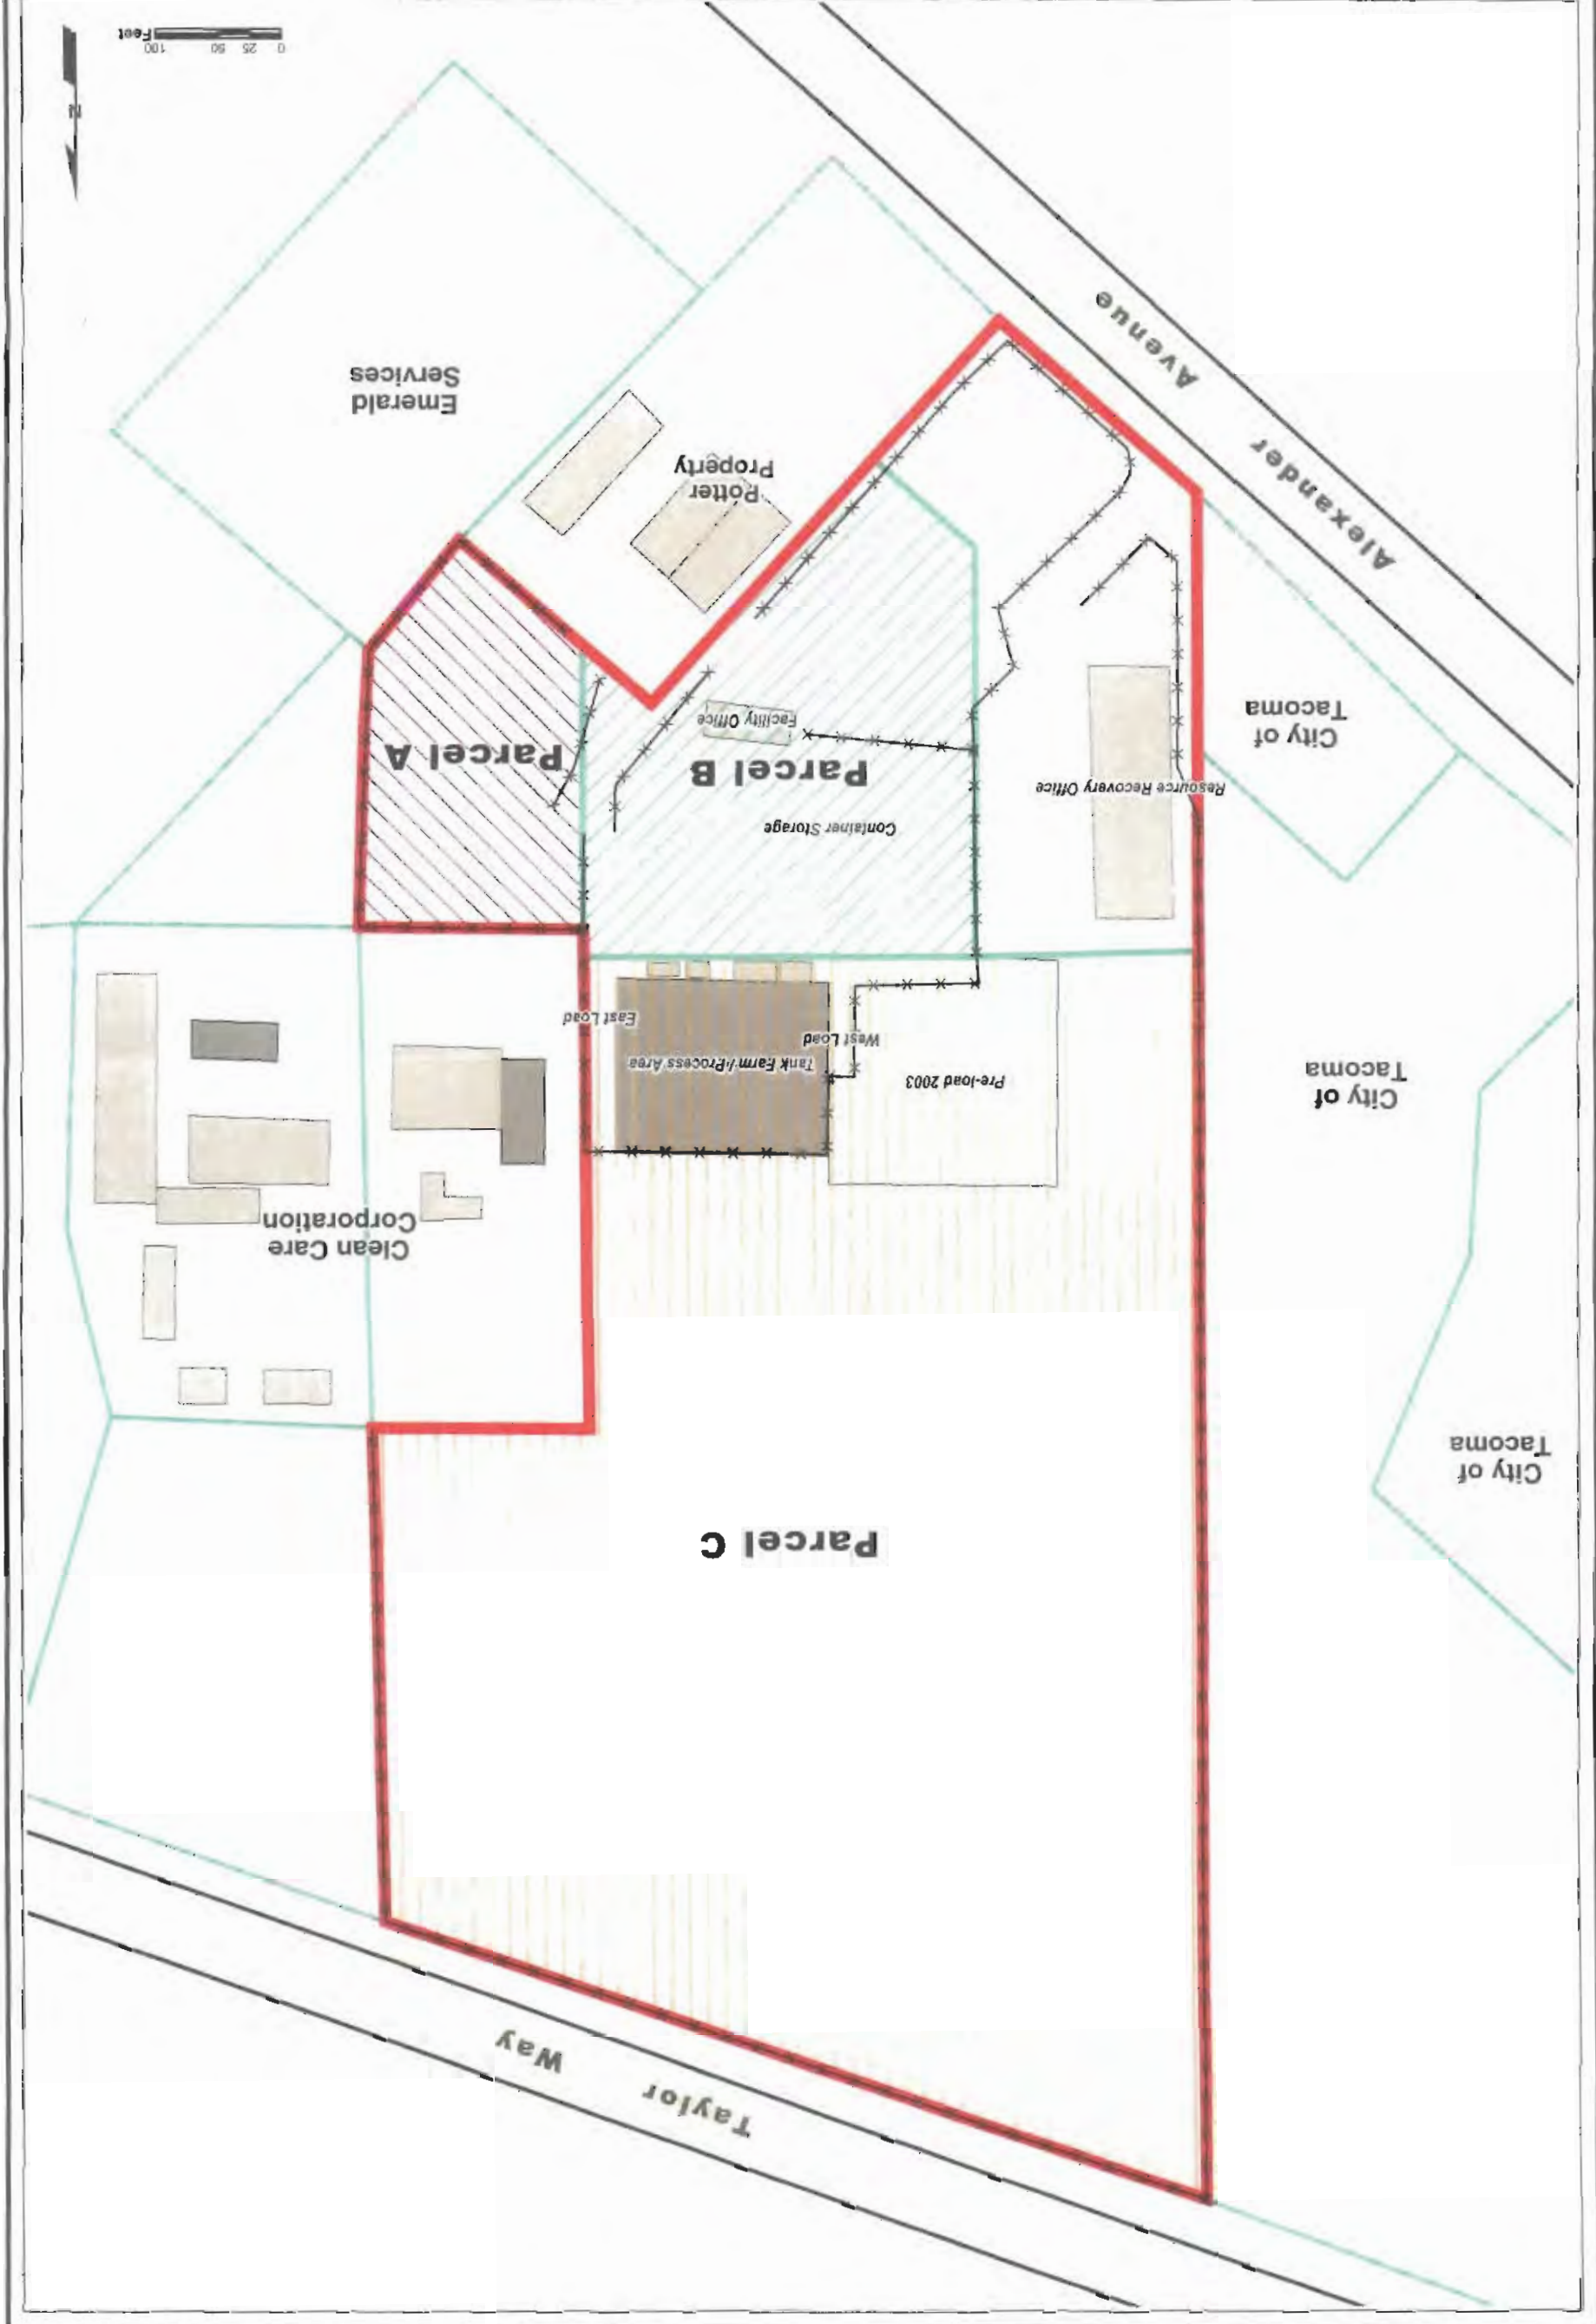 Taylor Way
Parcel C
City of
Tacoma
Clean Care
Corporation
City of
Tacoma
Pre-load 2003
Tank Farm / Process Area
West Load
East Load
Container Storage
Resource Recovery Office
Parcel B
Parcel A
Facility Office
City of
Tacoma
Potter
Property
Emerald
Services
Alexander Avenue
N
0 25 50 100
Feet